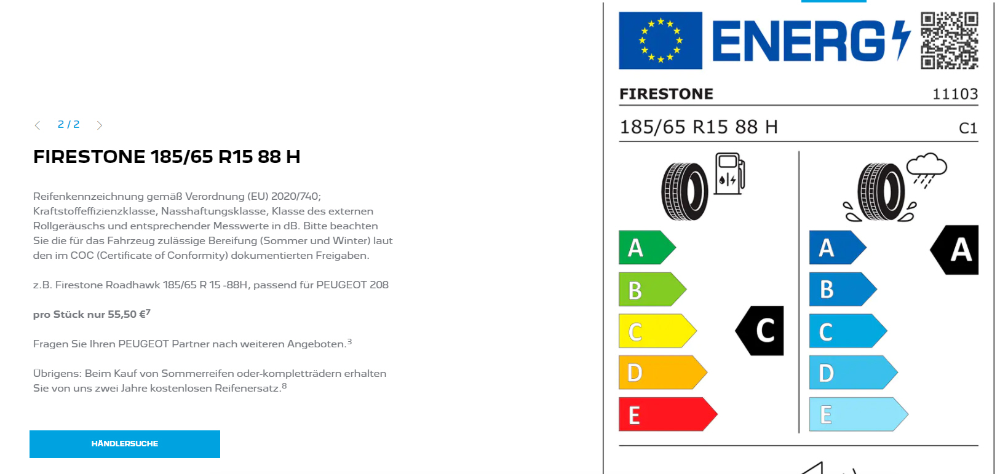 2 / 2
FIRESTONE 185/65 R15 88 H
Reifenkennzeichnung gemäß Verordnung (EU) 2020/740;
Kraftstoffeffizienzklasse, Nasshaftungsklasse, Klasse des externen
Rollgeräuschs und entsprechender Messwerte in dB. Bitte beachten
Sie die für das Fahrzeug zulässige Bereifung (Sommer und Winter) laut
den im COC (Certificate of Conformity) dokumentierten Freigaben.
z.B. Firestone Roadhawk 185/65 R 15 -88H, passend für PEUGEOT 208
pro Stück nur 55,50 €⁷
Fragen Sie Ihren PEUGEOT Partner nach weiteren Angeboten.³
Übrigens: Beim Kauf von Sommerreifen oder-kompletträdern erhalten
Sie von uns zwei Jahre kostenlosen Reifenersatz.⁸
HÄNDLERSUCHE
ENERG
FIRESTONE 11103
185/65 R15 88 H C1
A
B
C
D
E
C
A
B
C
D
E
A